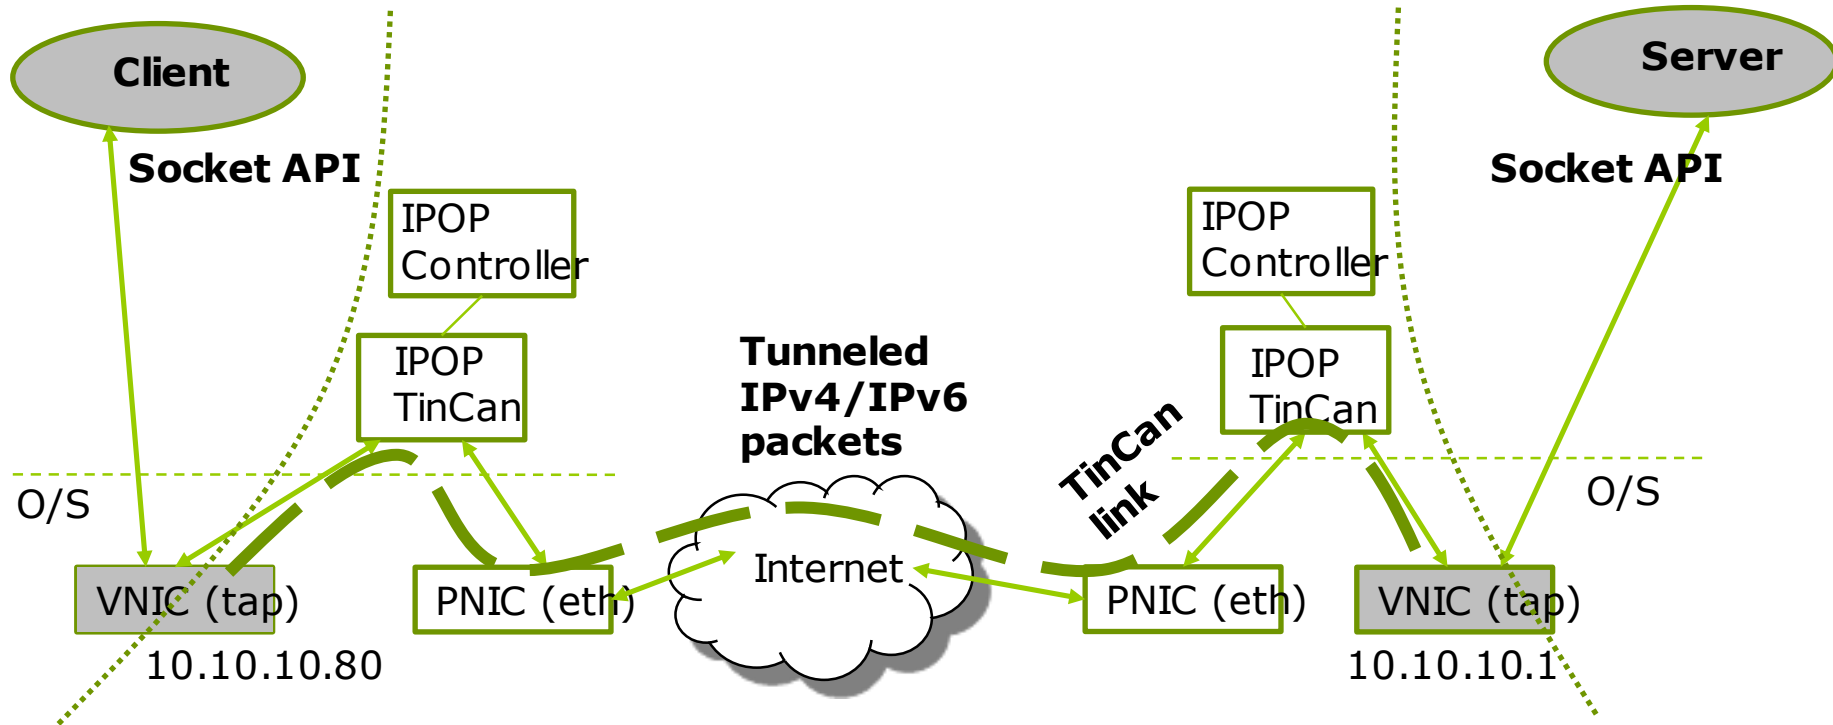 Client
Server
Socket API
Socket API
IPOP
Controller
IPOP
Controller
IPOP
TinCan
IPOP
TinCan
Tunneled
IPv4/IPv6
packets
TinCan
link
O/S
O/S
Internet
VNIC (tap)
PNIC (eth)
PNIC (eth)
VNIC (tap)
10.10.10.80
10.10.10.1